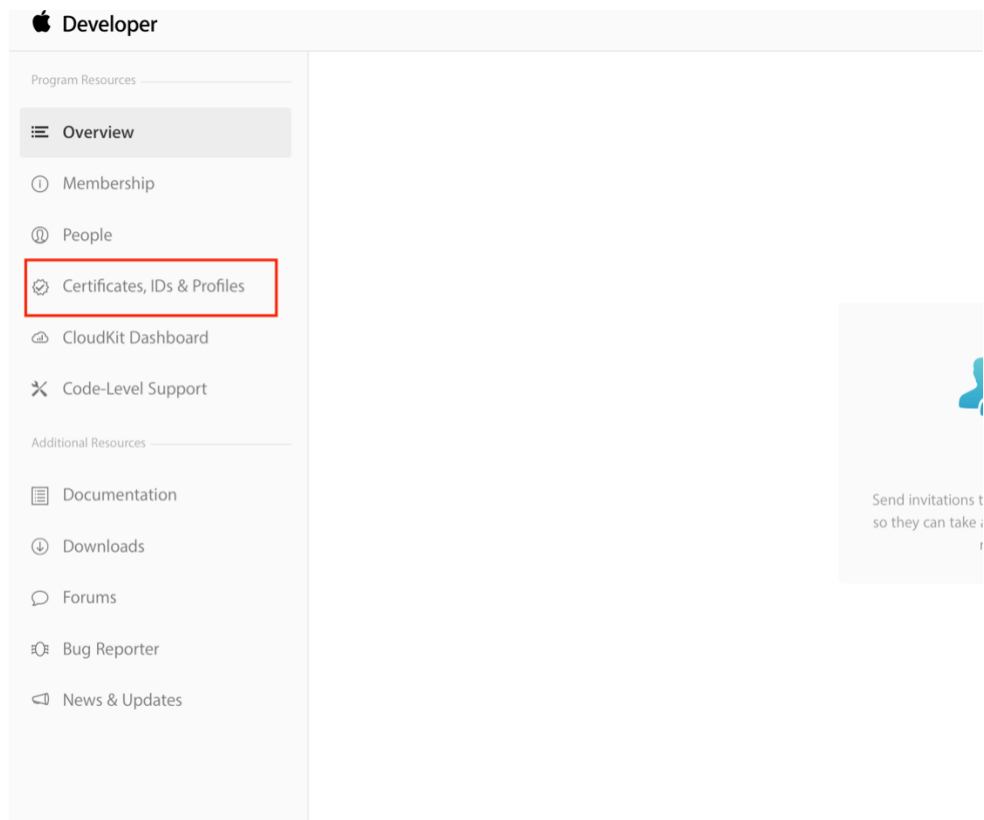 Developer
Program Resources
Overview
Membership
People
Certificates, IDs & Profiles
CloudKit Dashboard
Code-Level Support
Additional Resources
Documentation
Downloads
Forums
Bug Reporter
News & Updates
Send invitations
so they can take